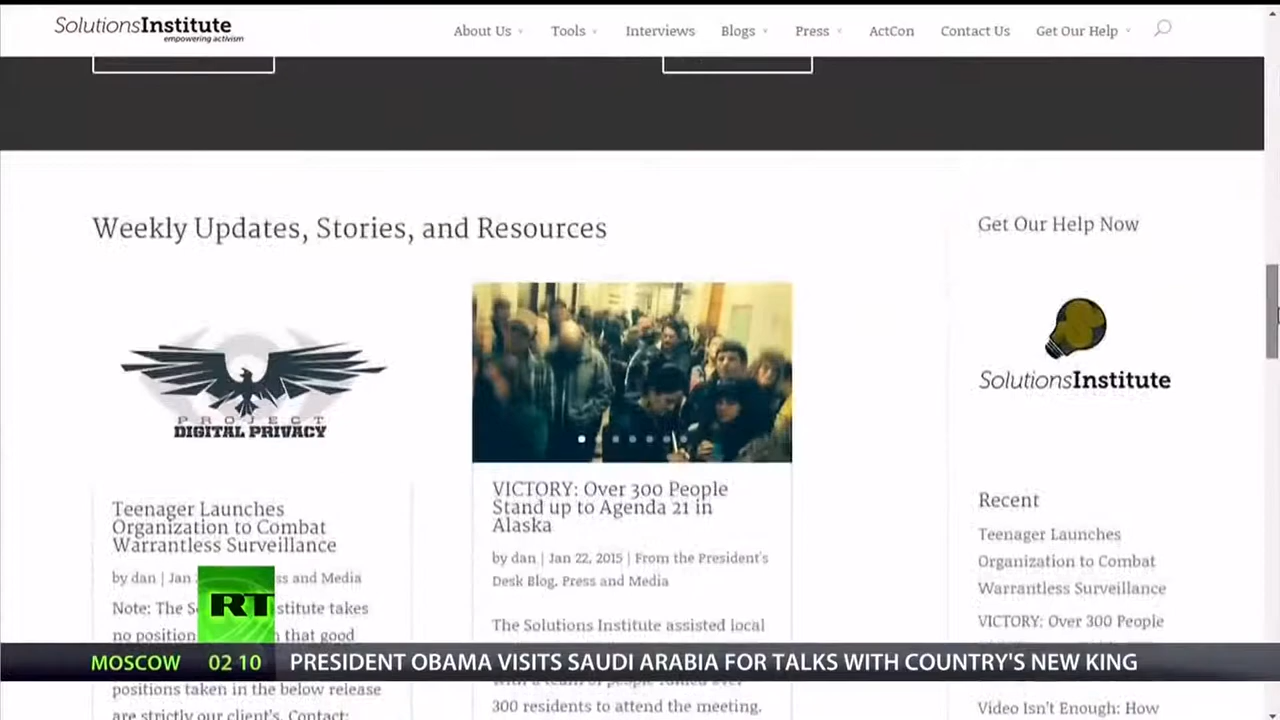 SolutionsInstitute
empowering activism
About Us
Tools
Interviews
Blogs
Press
ActCon
Contact Us
Get Our Help
Weekly Updates, Stories, and Resources
PROJECT
DIGITAL PRIVACY
Teenager Launches
Organization to Combat
Warrantless Surveillance
by dan | Jan
ss and Media
Note: The S
stitute takes
no position
that good
positions taken in the below release
are strictly our client's. Contact:
VICTORY: Over 300 People
Stand up to Agenda 21 in
Alaska
by dan | Jan 22, 2015 | From the President's
Desk Blog, Press and Media
The Solutions Institute assisted local
300 residents to attend the meeting.
Get Our Help Now
SolutionsInstitute
Recent
Teenager Launches
Organization to Combat
Warrantless Surveillance
VICTORY: Over 300 People
Video Isn't Enough: How
RT
MOSCOW 02 10 PRESIDENT OBAMA VISITS SAUDI ARABIA FOR TALKS WITH COUNTRY'S NEW KING